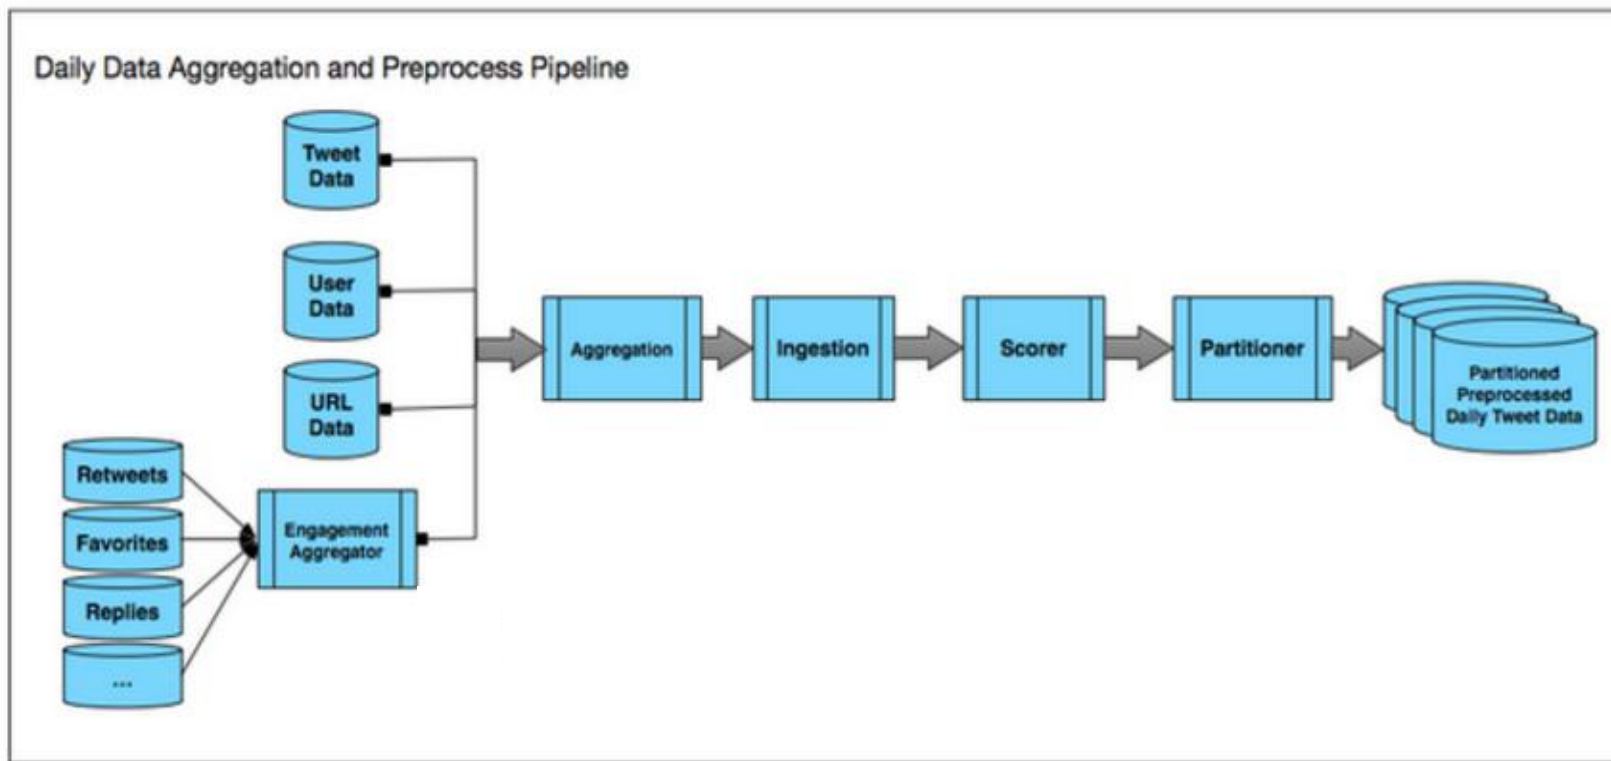 Daily Data Aggregation and Preprocess Pipeline
Tweet
Data
User
Data
URL
Data
Retweets
Favorites
Replies
...
Engagement
Aggregator
Aggregation
Ingestion
Scorer
Partitioner
Partitioned
Preprocessed
Daily Tweet Data